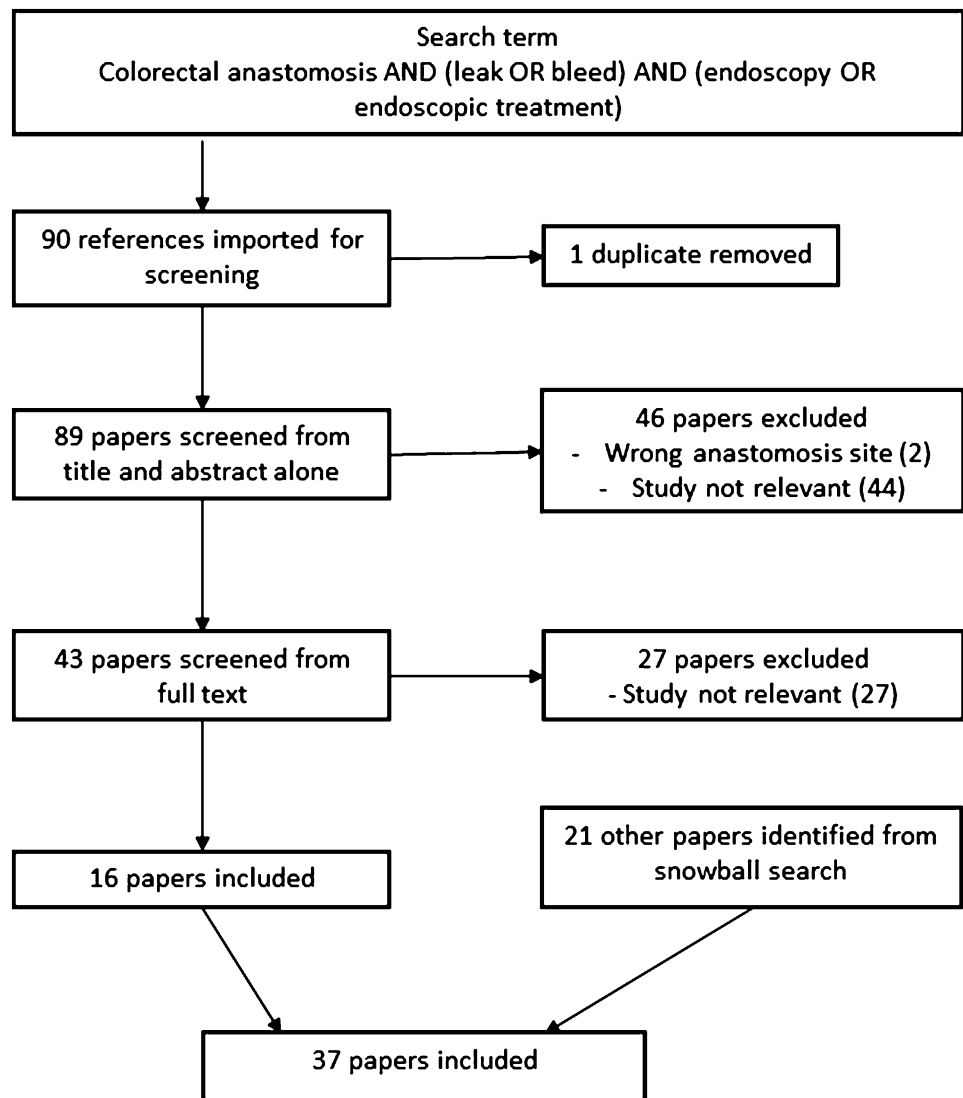 Search term
Colorectal anastomosis AND (leak OR bleed) AND (endoscopy OR
endoscopic treatment)
90 references imported for
screening
1 duplicate removed
89 papers screened from
title and abstract alone
46 papers excluded
- Wrong anastomosis site (2)
- Study not relevant (44)
43 papers screened from
full text
27 papers excluded
- Study not relevant (27)
16 papers included
21 other papers identified from
snowball search
37 papers included